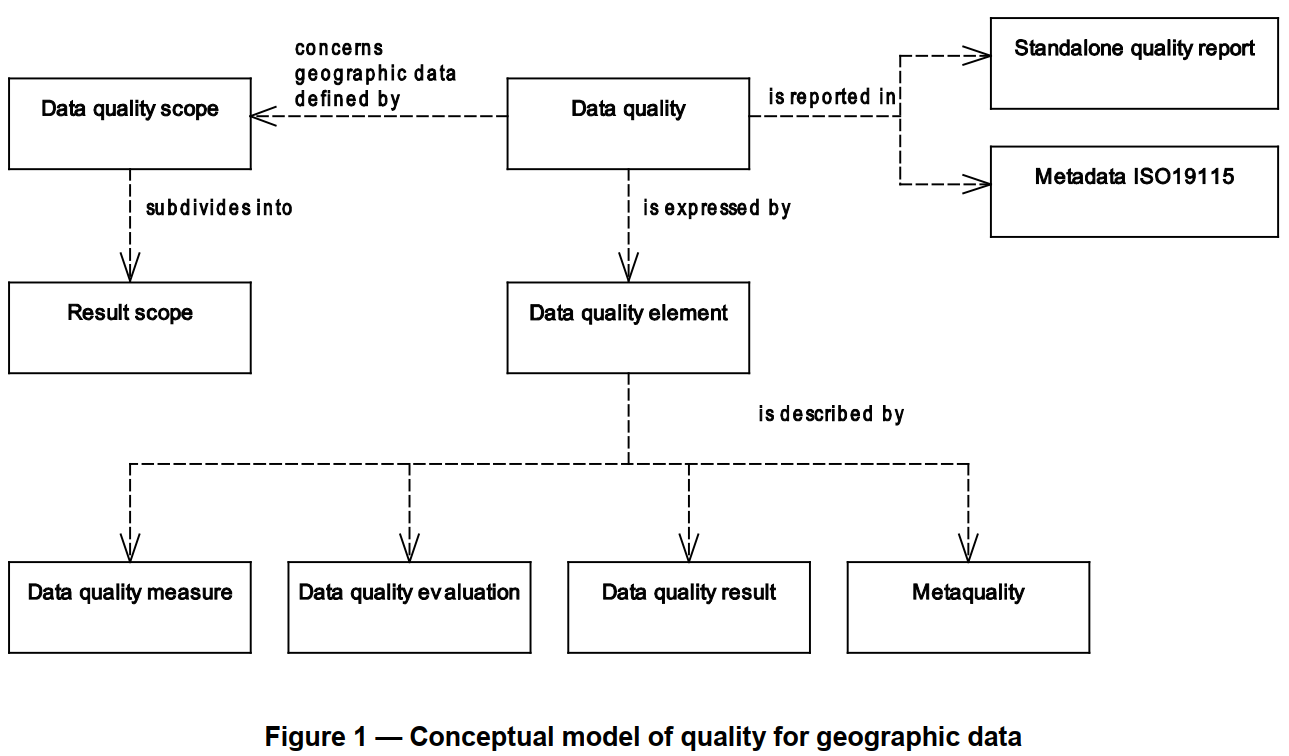 concerns
geographic data
defined by
Standalone quality report
Data quality scope
Data quality
is reported in
Metadata ISO19115
subdivides into
is expressed by
Result scope
Data quality element
is described by
Data quality measure
Data quality evaluation
Data quality result
Metaquality
Figure 1 — Conceptual model of quality for geographic data